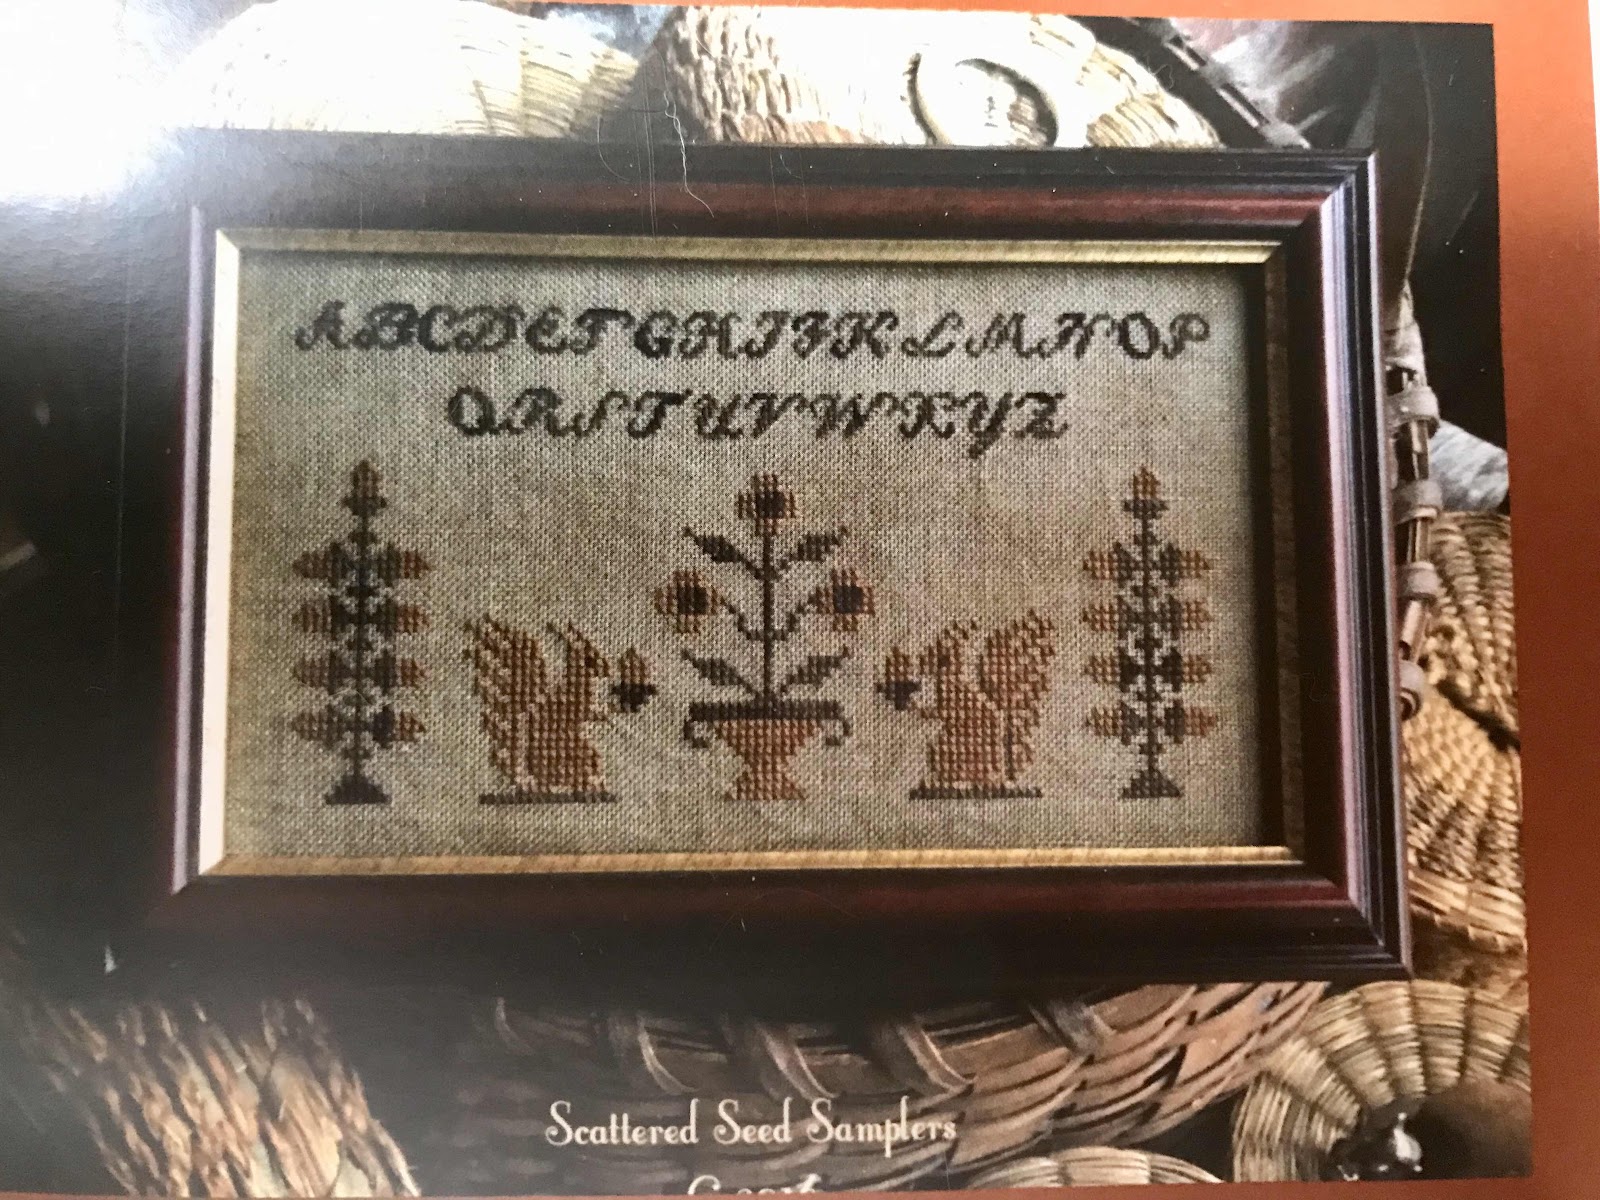 ABCDEFGHIJKLMNOP
QRSTUVWXYZ
Scattered Seed Samplers